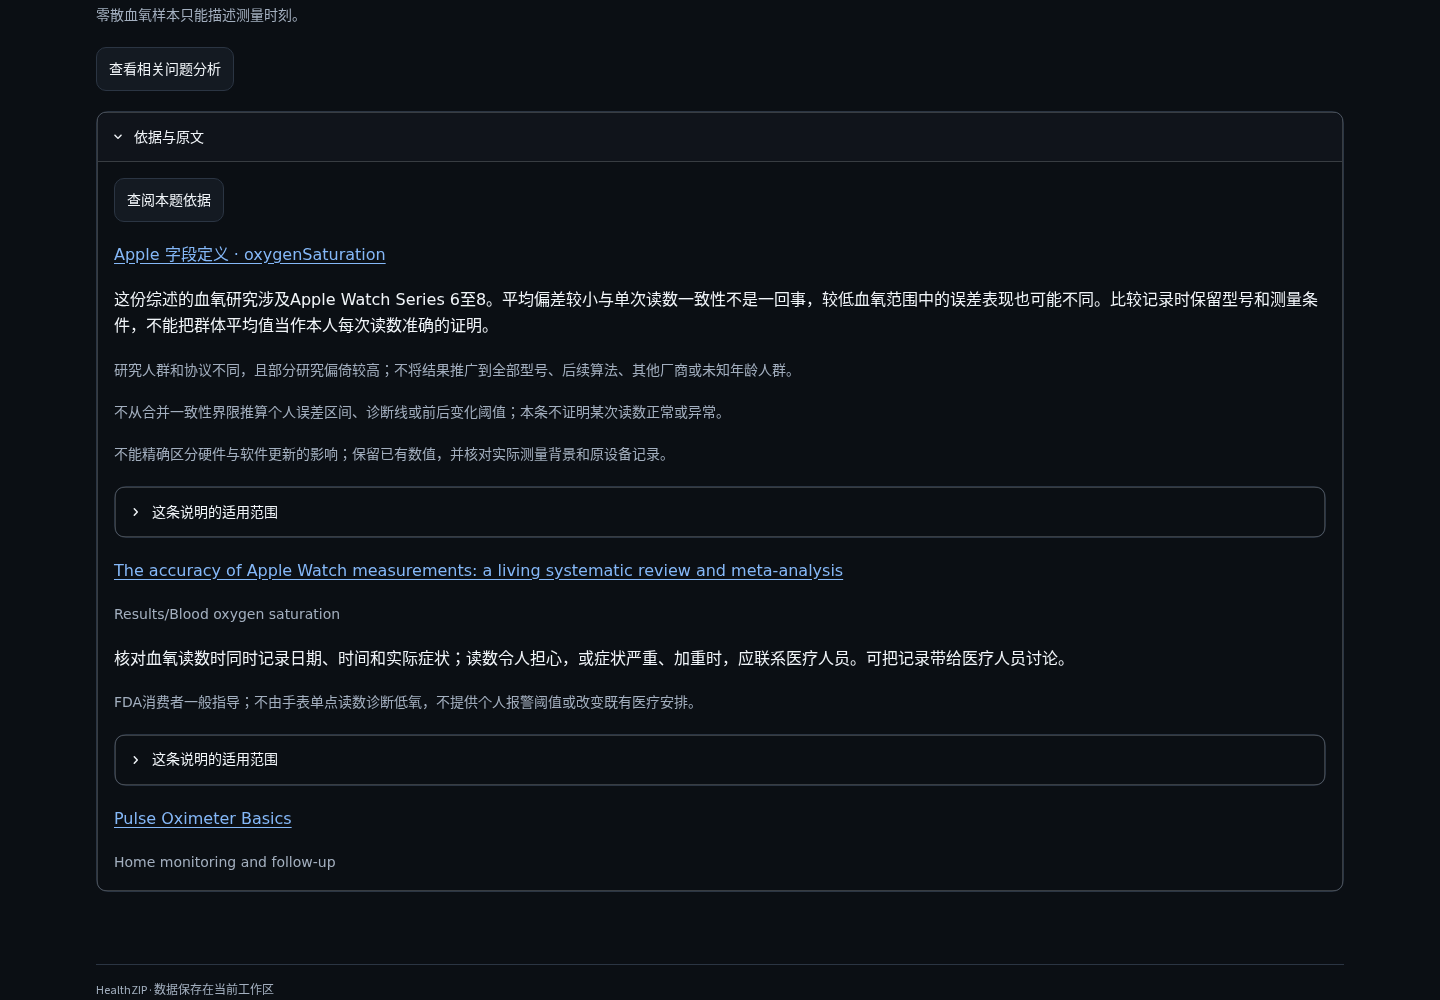 零散血氧样本只能描述测量时刻。
查看相关问题分析
依据与原文
查阅本题依据
Apple 字段定义 · oxygenSaturation
这份综述的血氧研究涉及Apple Watch Series 6至8。平均偏差较小与单次读数一致性不是一回事，较低血氧范围中的误差表现也可能不同。比较记录时保留型号和测量条
件，不能把群体平均值当作本人每次读数准确的证明。
研究人群和协议不同，且部分研究偏倚较高；不将结果推广到全部型号、后续算法、其他厂商或未知年龄人群。
不从合并一致性界限推算个人误差区间、诊断线或前后变化阈值；本条不证明某次读数正常或异常。
不能精确区分硬件与软件更新的影响；保留已有数值，并核对实际测量背景和原设备记录。
这条说明的适用范围
The accuracy of Apple Watch measurements: a living systematic review and meta-analysis
Results/Blood oxygen saturation
核对血氧读数时同时记录日期、时间和实际症状；读数令人担心，或症状严重、加重时，应联系医疗人员。可把记录带给医疗人员讨论。
FDA消费者一般指导；不由手表单点读数诊断低氧，不提供个人报警阈值或改变既有医疗安排。
这条说明的适用范围
Pulse Oximeter Basics
Home monitoring and follow-up
HealthZIP · 数据保存在当前工作区